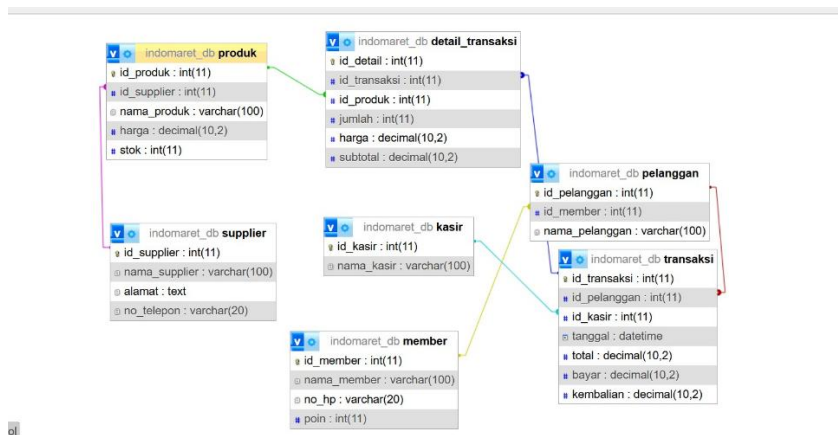 indomaret_db produk
id_produk : int(11)
id_supplier : int(11)
nama_produk : varchar(100)
harga : decimal(10,2)
stok : int(11)
indomaret_db detail_transaksi
id_detail : int(11)
id_transaksi : int(11)
id_produk : int(11)
jumlah : int(11)
harga : decimal(10,2)
subtotal : decimal(10,2)
indomaret_db pelanggan
id_pelanggan : int(11)
id_member : int(11)
nama_pelanggan : varchar(100)
indomaret_db supplier
id_supplier : int(11)
nama_supplier : varchar(100)
alamat : text
no_telepon : varchar(20)
indomaret_db kasir
id_kasir : int(11)
nama_kasir : varchar(100)
indomaret_db transaksi
id_transaksi : int(11)
id_pelanggan : int(11)
id_kasir : int(11)
tanggal : datetime
total : decimal(10,2)
bayar : decimal(10,2)
kembalian : decimal(10,2)
indomaret_db member
id_member : int(11)
nama_member : varchar(100)
no_hp : varchar(20)
poin : int(11)
ol